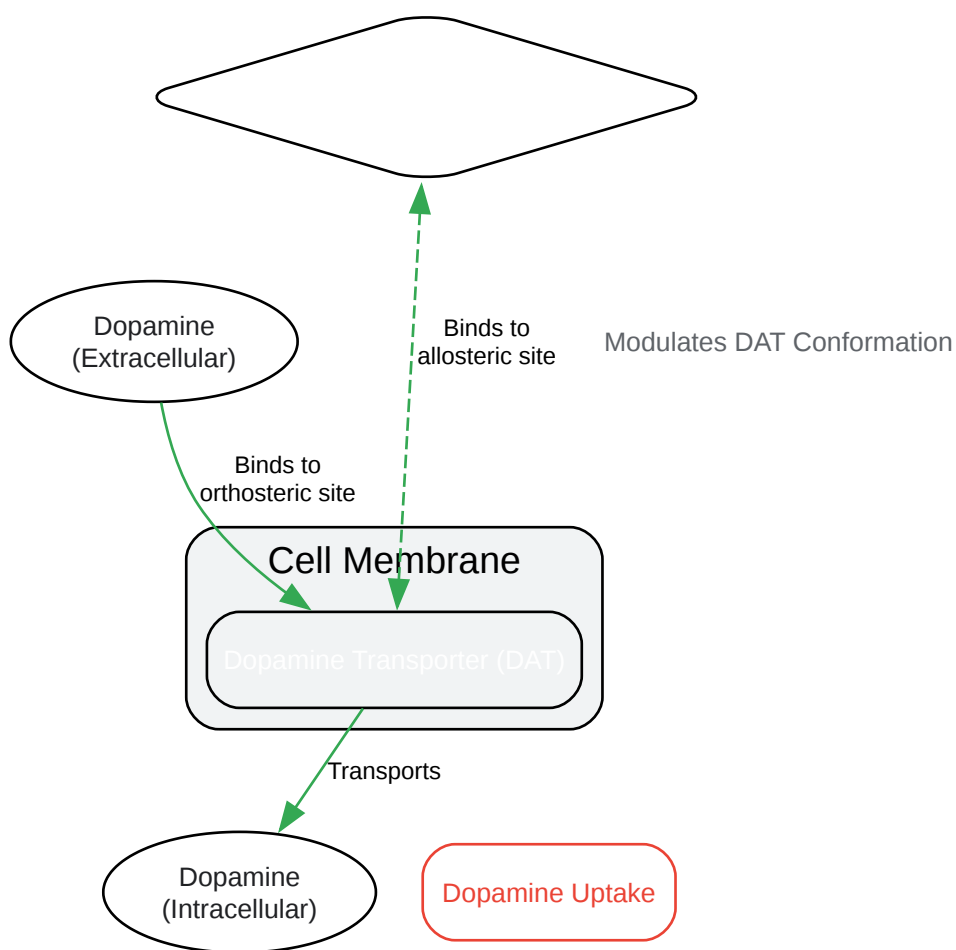 Dopamine
(Extracellular)
Binds to
allosteric site
Modulates DAT Conformation
Binds to
orthosteric site
Cell Membrane
Dopamine Transporter (DAT)
Transports
Dopamine
(Intracellular)
Dopamine Uptake